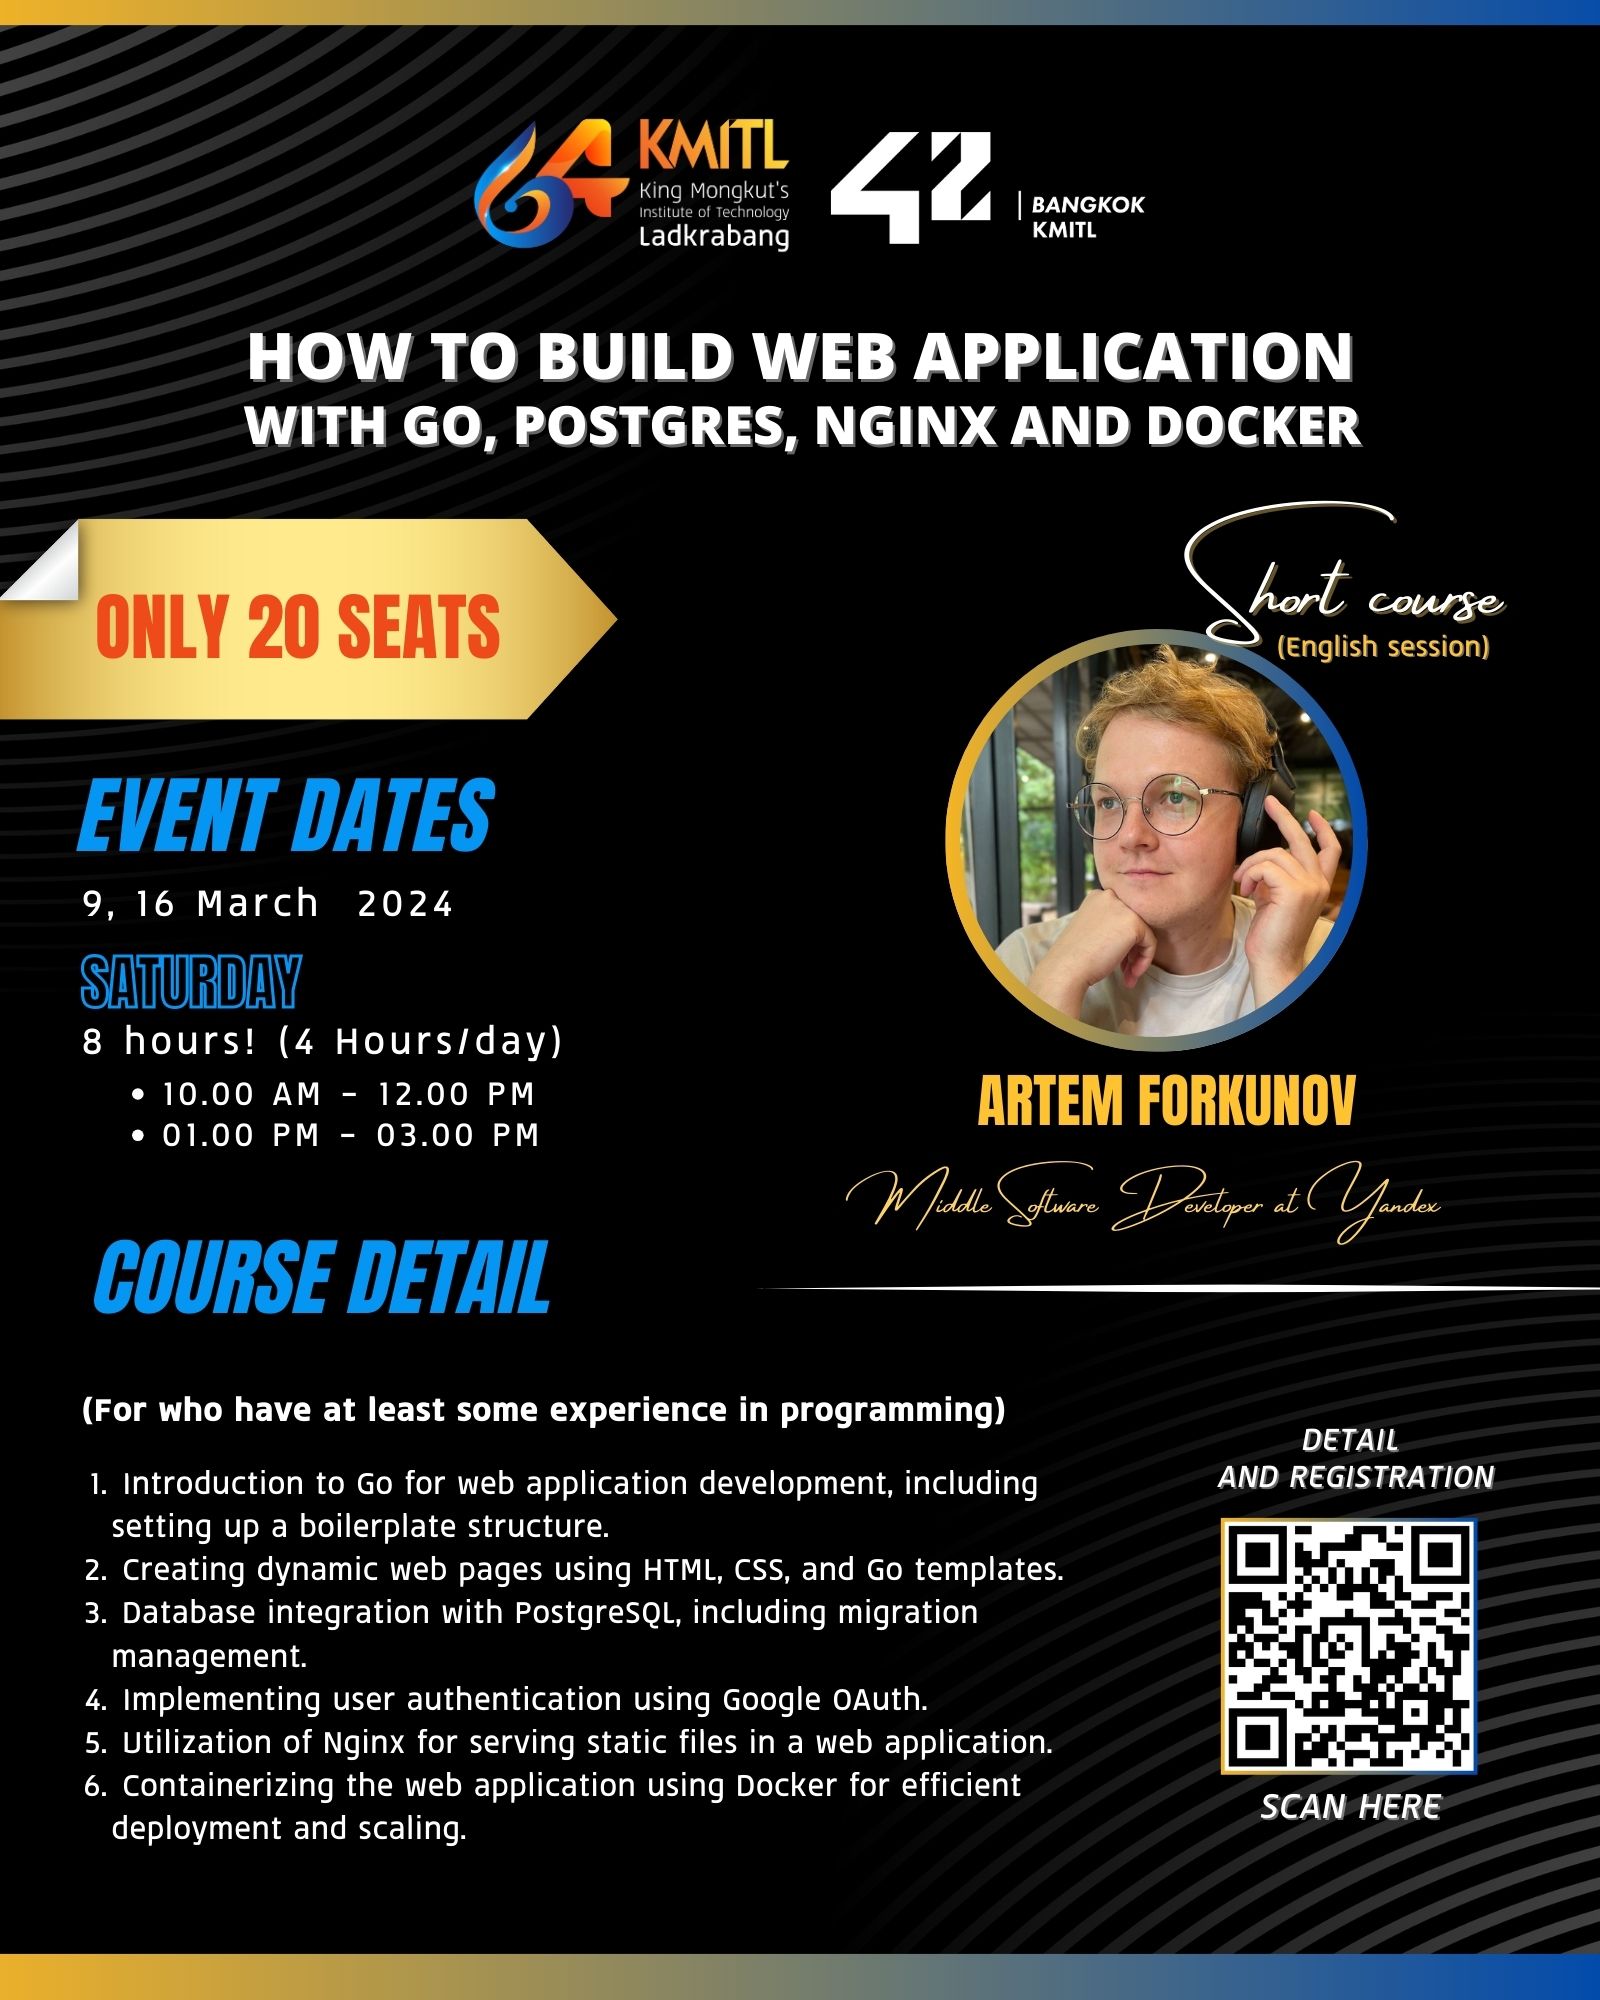 64 KMITL
King Mongkut's
Institute of Technology
Ladkrabang
42
BANGKOK
KMITL
HOW TO BUILD WEB APPLICATION
WITH GO, POSTGRES, NGINX AND DOCKER
ONLY 20 SEATS
Short course
(English session)
EVENT DATES
9, 16 March 2024
SATURDAY
8 hours! (4 Hours/day)
• 10.00 AM - 12.00 PM
• 01.00 PM - 03.00 PM
ARTEM FORKUNOV
Middle Software Developer at Yandex
COURSE DETAIL
(For who have at least some experience in programming)
1. Introduction to Go for web application development, including
setting up a boilerplate structure.
2. Creating dynamic web pages using HTML, CSS, and Go templates.
3. Database integration with PostgreSQL, including migration
management.
4. Implementing user authentication using Google OAuth.
5. Utilization of Nginx for serving static files in a web application.
6. Containerizing the web application using Docker for efficient
deployment and scaling.
DETAIL
AND REGISTRATION
SCAN HERE